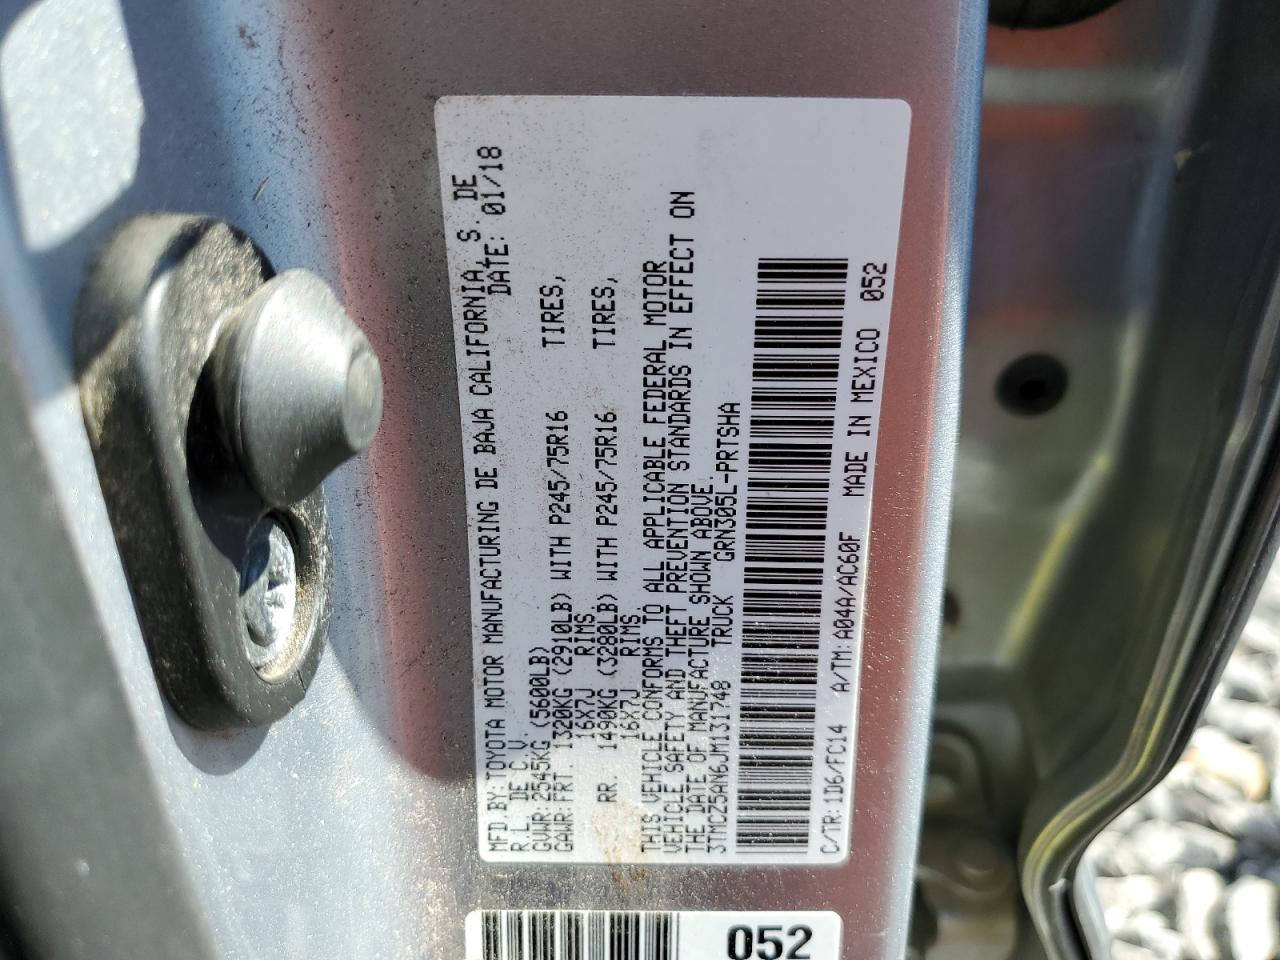 MFD BY: TOYOTA MOTOR MANUFACTURING DE BAJA CALIFORNIA, S. DE
R.L. DE C.V. DATE: 01/18
GVWR: 2545KG (5600LB)
GAWR: FRT. 1320KG (2910LB) WITH P245/75R16 TIRES,
16X7J RIMS
RR. 1490KG (3280LB) WITH P245/75R16 TIRES,
16X7J RIMS.
THIS VEHICLE CONFORMS TO ALL APPLICABLE FEDERAL MOTOR
VEHICLE SAFETY AND THEFT PREVENTION STANDARDS IN EFFECT ON
THE DATE OF MANUFACTURE SHOWN ABOVE.
3TMCZ5AN6JM131748 TRUCK GRN305L-PRTSHA
C/TR: 1D6/FC14 A/TM: A04A/AC60F MADE IN MEXICO 052
052